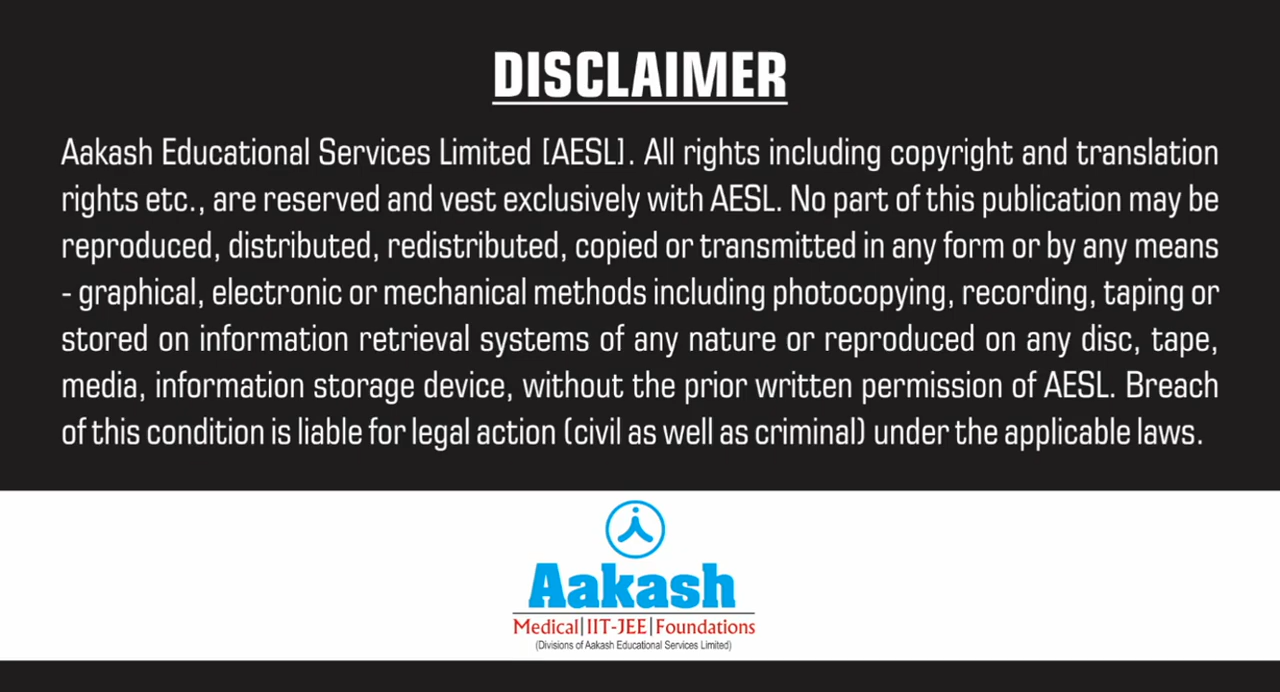 DISCLAIMER
Aakash Educational Services Limited [AESL]. All rights including copyright and translation
rights etc., are reserved and vest exclusively with AESL. No part of this publication may be
reproduced, distributed, redistributed, copied or transmitted in any form or by any means
- graphical, electronic or mechanical methods including photocopying, recording, taping or
stored on information retrieval systems of any nature or reproduced on any disc, tape,
media, information storage device, without the prior written permission of AESL. Breach
of this condition is liable for legal action (civil as well as criminal) under the applicable laws.
Aakash
Medical|IIT-JEE|Foundations
(Divisions of Aakash Educational Services Limited)